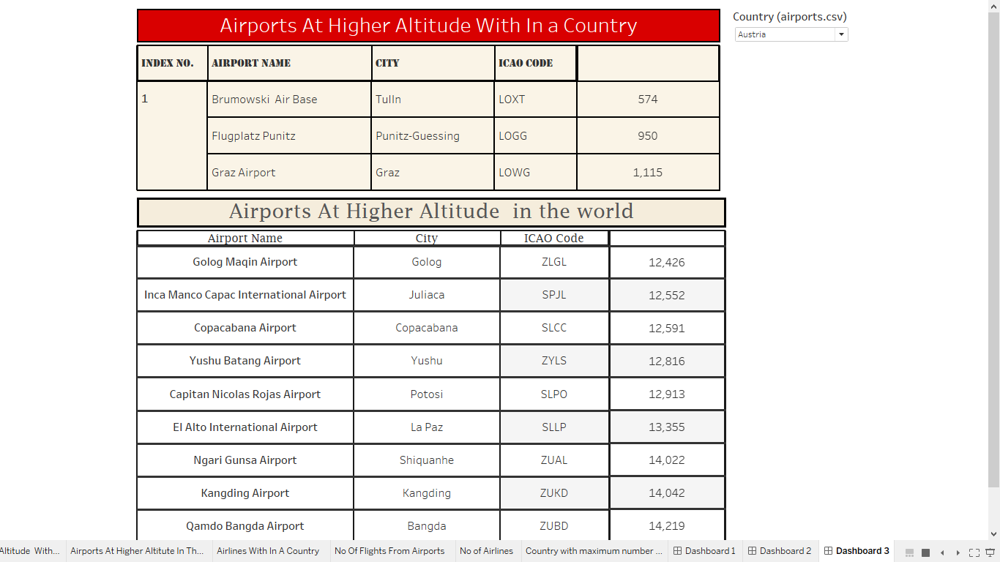 Airports At Higher Altitude With In a Country
Country (airports.csv)
Austria
INDEX NO. AIRPORT NAME CITY ICAO CODE
1 Brumowski  Air Base Tulln LOXT 574
Flugplatz Punitz Punitz-Guessing LOGG 950
Graz Airport Graz LOWG 1,115
Airports At Higher Altitude  in the world
Airport Name City ICAO Code
Golog Maqin Airport Golog ZLGL 12,426
Inca Manco Capac International Airport Juliaca SPJL 12,552
Copacabana Airport Copacabana SLCC 12,591
Yushu Batang Airport Yushu ZYLS 12,816
Capitan Nicolas Rojas Airport Potosi SLPO 12,913
El Alto International Airport La Paz SLLP 13,355
Ngari Gunsa Airport Shiquanhe ZUAL 14,022
Kangding Airport Kangding ZUKD 14,042
Qamdo Bangda Airport Bangda ZUBD 14,219
Altitude  With... Airports At Higher Altitute In Th... Airlines With In A Country No Of Flights From Airports No of Airlines Country with maximum number ... Dashboard 1 Dashboard 2 Dashboard 3